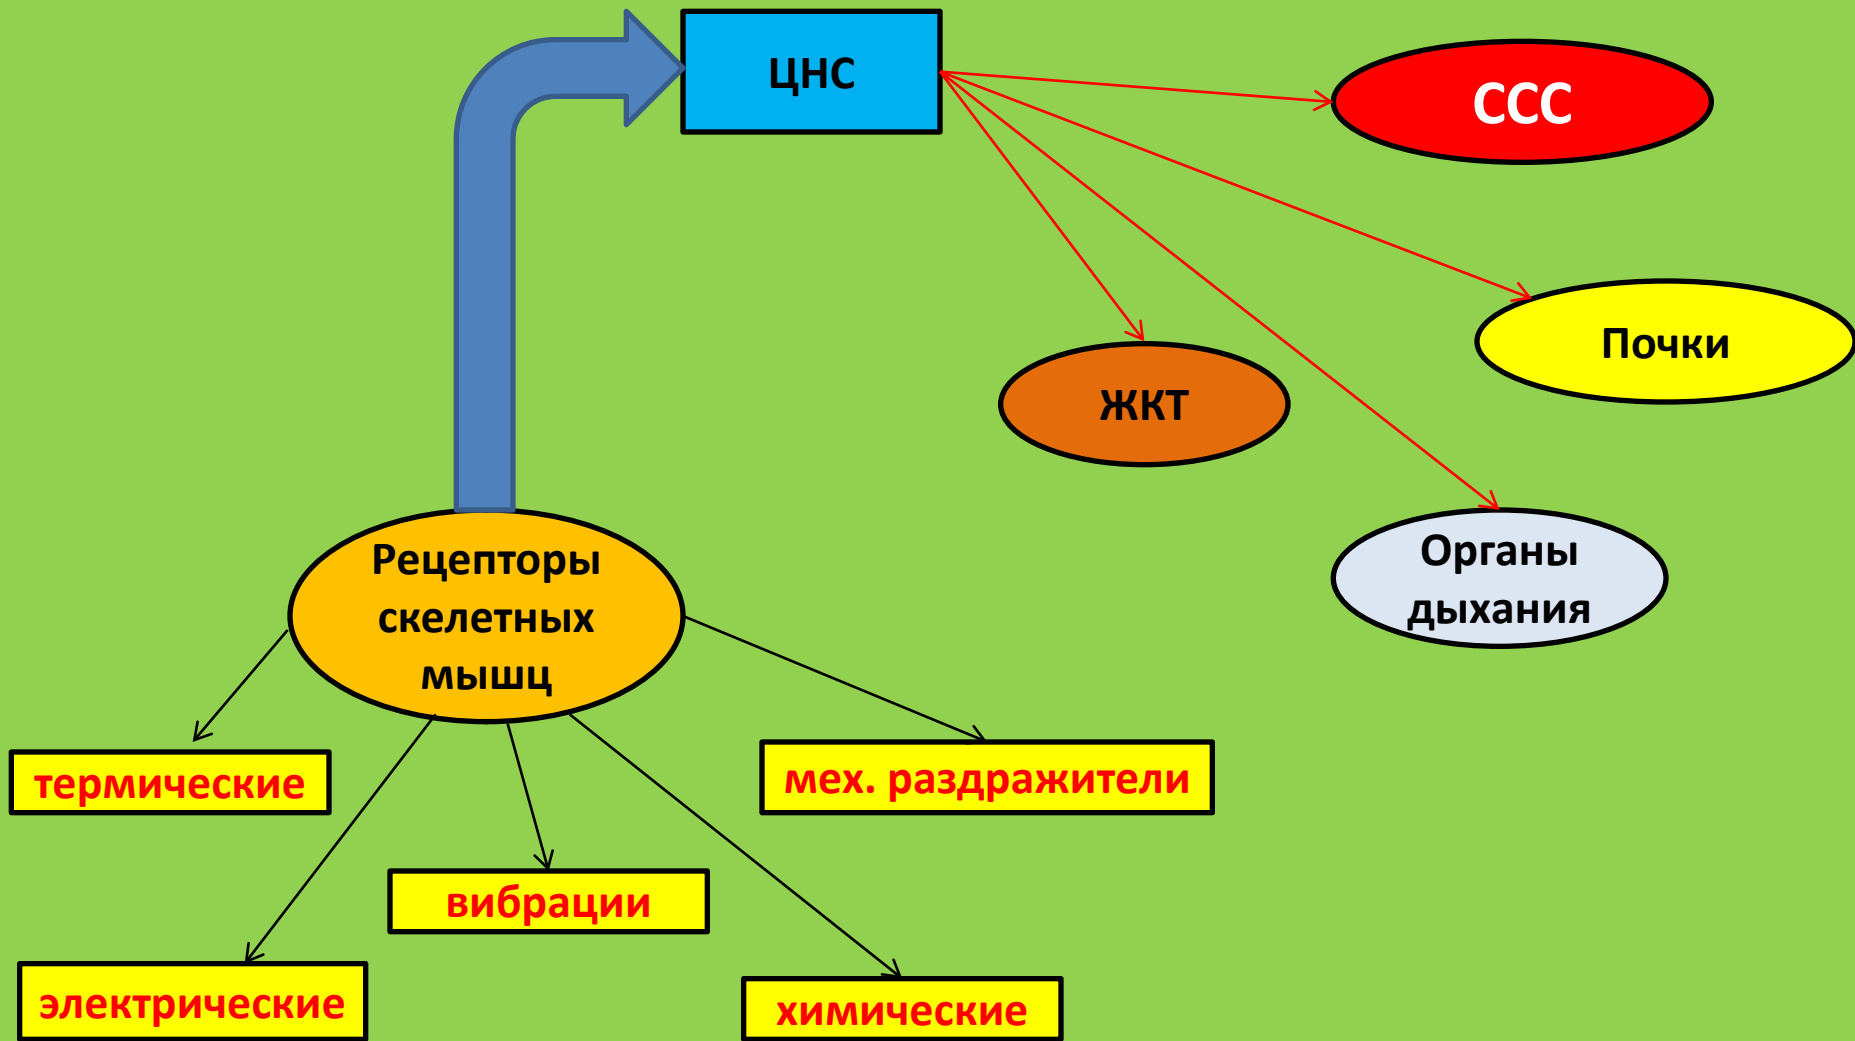 ЦНС
ССС
Почки
ЖКТ
Органы
дыхания
Рецепторы
скелетных
мышц
термические
мех. раздражители
вибрации
электрические
химические